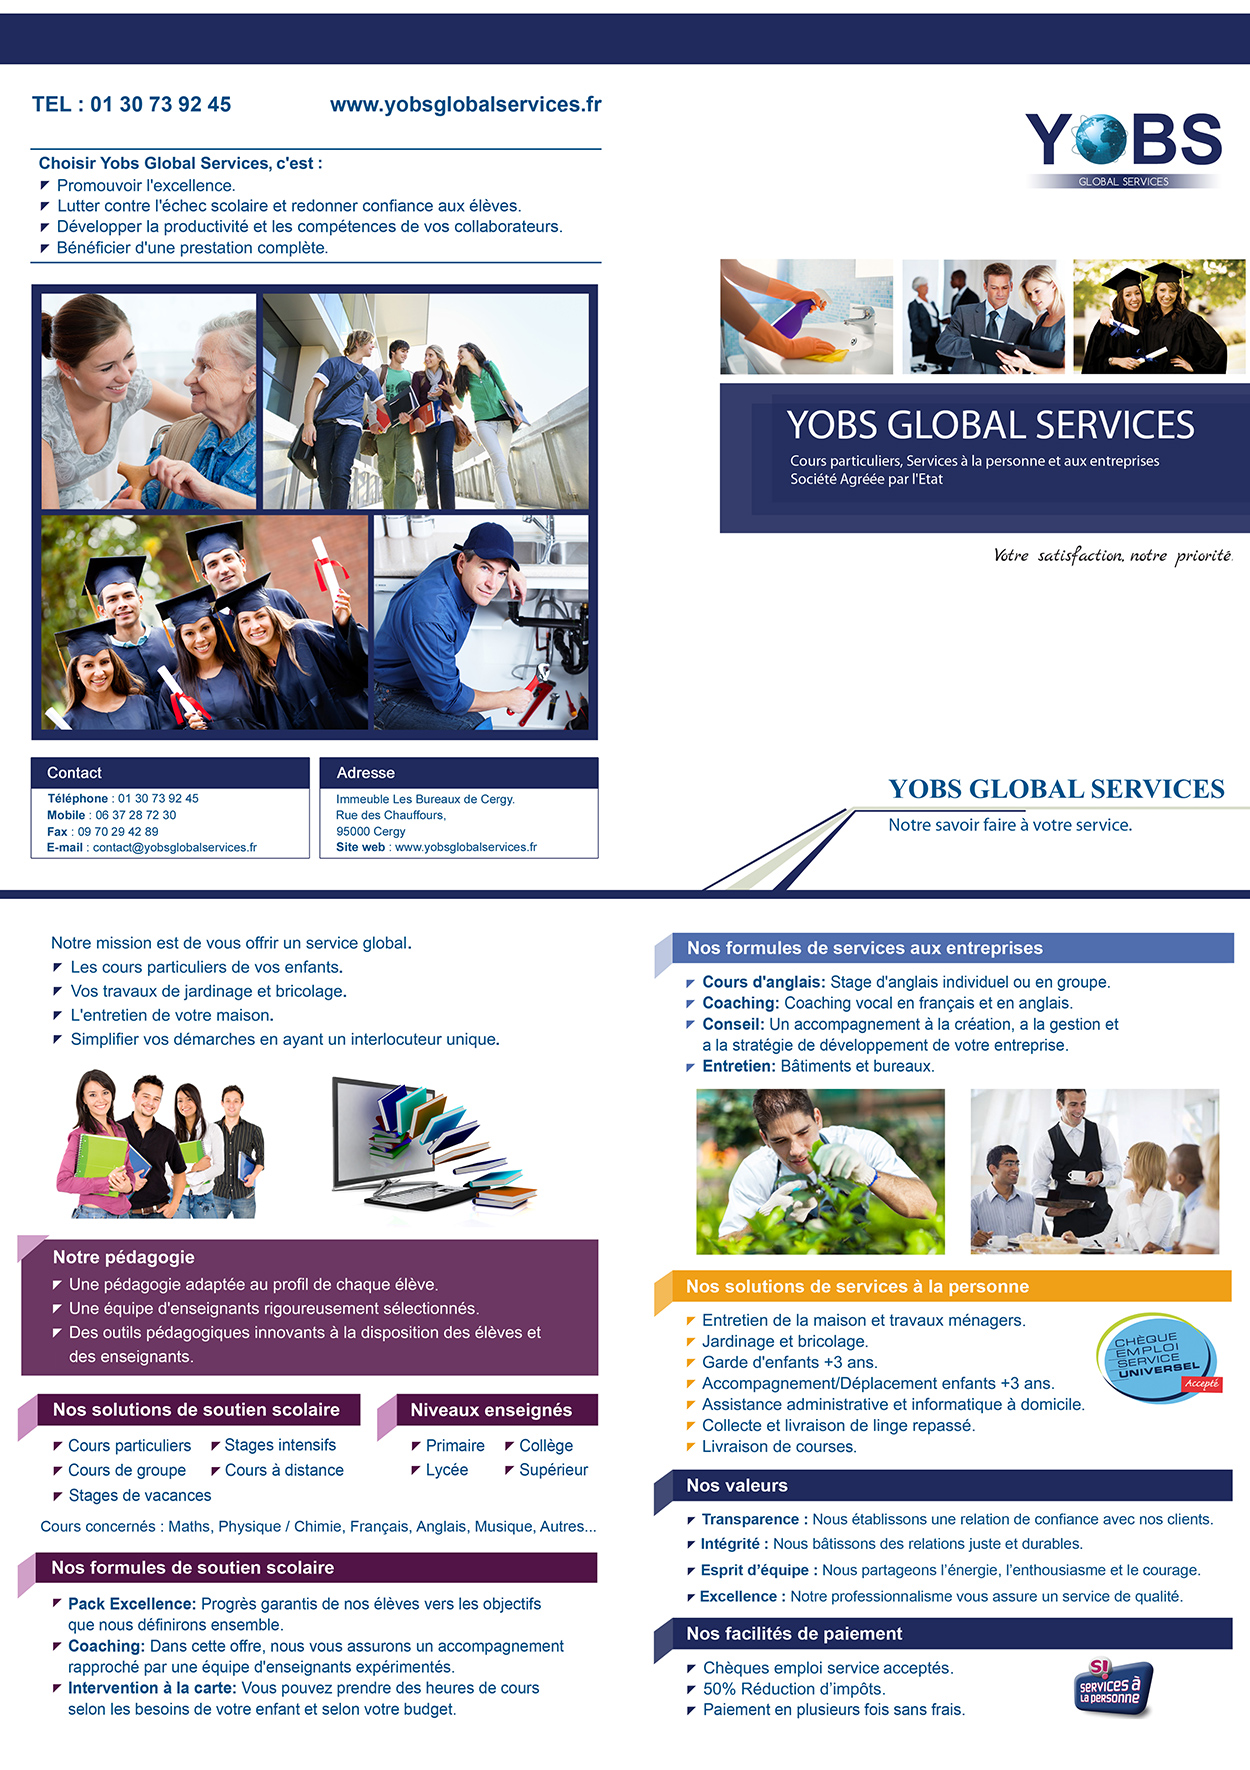 TEL : 01 30 73 92 45
www.yobsglobalservices.fr
Choisir Yobs Global Services, c'est :
Promouvoir l'excellence.
Lutter contre l'échec scolaire et redonner confiance aux élèves.
Développer la productivité et les compétences de vos collaborateurs.
Bénéficier d'une prestation complète.
Contact
Téléphone : 01 30 73 92 45
Mobile : 06 37 28 72 30
Fax : 09 70 29 42 89
E-mail : contact@yobsglobalservices.fr
Adresse
Immeuble Les Bureaux de Cergy.
Rue des Chauffours,
95000 Cergy
Site web : www.yobsglobalservices.fr
YOBS
GLOBAL SERVICES
YOBS GLOBAL SERVICES
Cours particuliers, Services à la personne et aux entreprises
Société Agréée par l'Etat
Votre satisfaction, notre priorité.
YOBS GLOBAL SERVICES
Notre savoir faire à votre service.
Notre mission est de vous offrir un service global.
Les cours particuliers de vos enfants.
Vos travaux de jardinage et bricolage.
L'entretien de votre maison.
Simplifier vos démarches en ayant un interlocuteur unique.
Notre pédagogie
Une pédagogie adaptée au profil de chaque élève.
Une équipe d'enseignants rigoureusement sélectionnés.
Des outils pédagogiques innovants à la disposition des élèves et
des enseignants.
Nos solutions de soutien scolaire
Cours particuliers
Stages intensifs
Cours de groupe
Cours à distance
Stages de vacances
Niveaux enseignés
Primaire
Collège
Lycée
Supérieur
Cours concernés : Maths, Physique / Chimie, Français, Anglais, Musique, Autres...
Nos formules de soutien scolaire
Pack Excellence: Progrès garantis de nos élèves vers les objectifs
que nous définirons ensemble.
Coaching: Dans cette offre, nous vous assurons un accompagnement
rapproché par une équipe d'enseignants expérimentés.
Intervention à la carte: Vous pouvez prendre des heures de cours
selon les besoins de votre enfant et selon votre budget.
Nos formules de services aux entreprises
Cours d'anglais: Stage d'anglais individuel ou en groupe.
Coaching: Coaching vocal en français et en anglais.
Conseil: Un accompagnement à la création, a la gestion et
a la stratégie de développement de votre entreprise.
Entretien: Bâtiments et bureaux.
Nos solutions de services à la personne
Entretien de la maison et travaux ménagers.
Jardinage et bricolage.
Garde d'enfants +3 ans.
Accompagnement/Déplacement enfants +3 ans.
Assistance administrative et informatique à domicile.
Collecte et livraison de linge repassé.
Livraison de courses.
CHÈQUE
EMPLOI
SERVICE
UNIVERSEL
Accepté
Nos valeurs
Transparence : Nous établissons une relation de confiance avec nos clients.
Intégrité : Nous bâtissons des relations juste et durables.
Esprit d’équipe : Nous partageons l’énergie, l’enthousiasme et le courage.
Excellence : Notre professionnalisme vous assure un service de qualité.
Nos facilités de paiement
Chèques emploi service acceptés.
50% Réduction d’impôts.
Paiement en plusieurs fois sans frais.
S!
services à
la personne